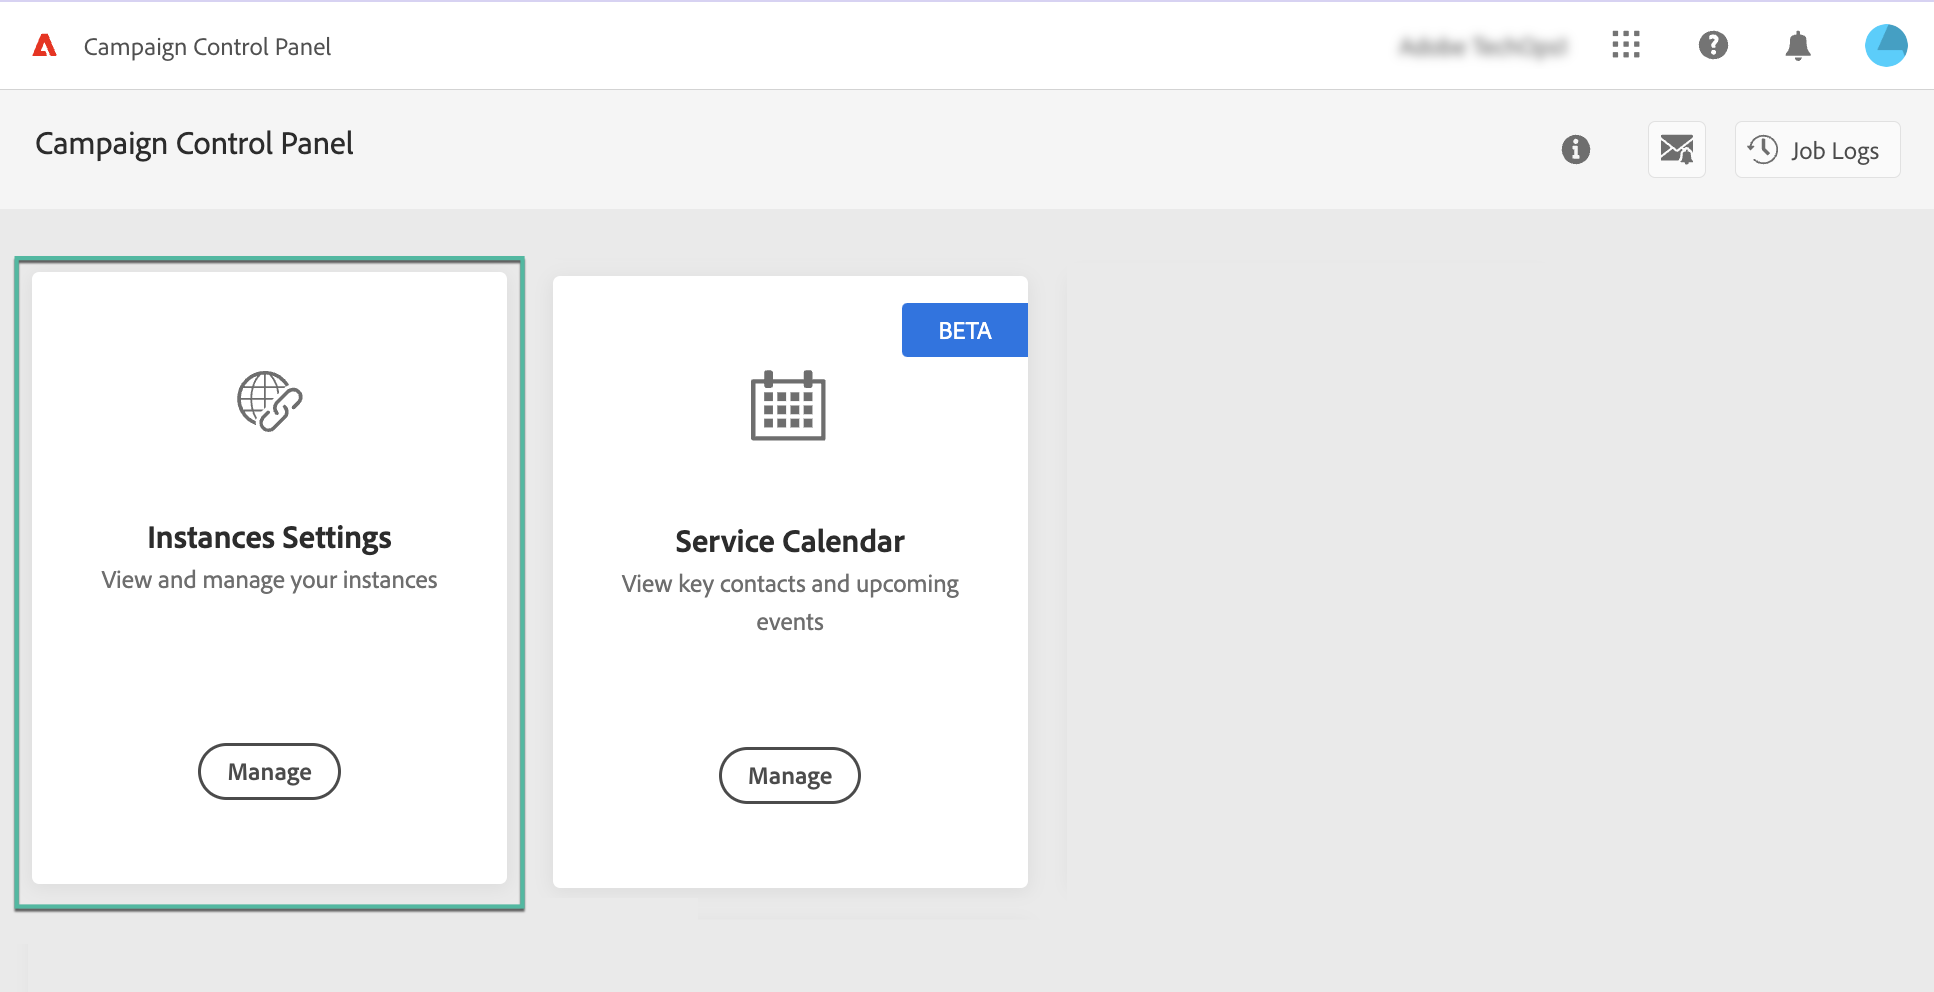 Campaign Control Panel
Campaign Control Panel
Job Logs
BETA
Instances Settings
View and manage your instances
Manage
Service Calendar
View key contacts and upcoming
events
Manage